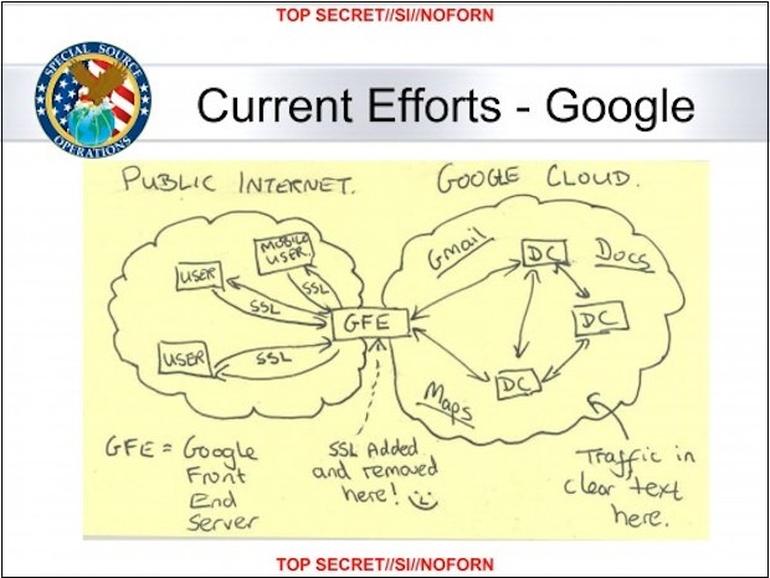 TOP SECRET//SI//NOFORN
SPECIAL SOURCE
OPERATIONS
Current Efforts - Google
PUBLIC INTERNET.
GOOGLE CLOUD.
MOBILE
USER.
USER
SSL
SSL
USER
SSL
GFE
Gmail
DC
Docs
DC
DC
Maps
GFE = Google
Front
End
Server
SSL Added
and removed
here!
Traffic in
clear text
here.
TOP SECRET//SI//NOFORN